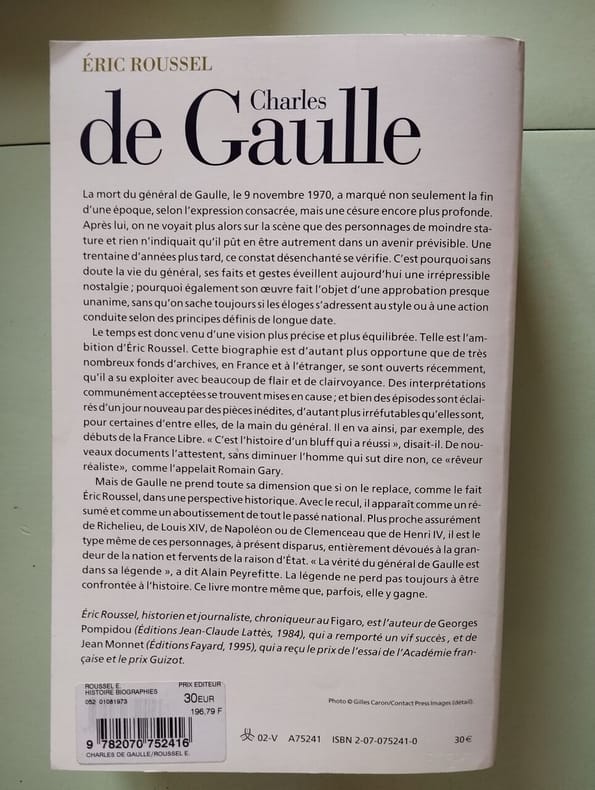 ÉRIC ROUSSEL
Charles
de Gaulle
La mort du général de Gaulle, le 9 novembre 1970, a marqué non seulement la fin
d'une époque, selon l'expression consacrée, mais une césure encore plus profonde.
Après lui, on ne voyait plus alors sur la scène que des personnages de moindre sta-
ture et rien n'indiquait qu'il pût en être autrement dans un avenir prévisible. Une
trentaine d'années plus tard, ce constat désenchanté se vérifie. C'est pourquoi sans
doute la vie du général, ses faits et gestes éveillent aujourd'hui une irrépressible
nostalgie ; pourquoi également son œuvre fait l'objet d'une approbation presque
unanime, sans qu'on sache toujours si les éloges s'adressent au style ou à une action
conduite selon des principes définis de longue date.
Le temps est donc venu d'une vision plus précise et plus équilibrée. Telle est l'am-
bition d'Éric Roussel. Cette biographie est d'autant plus opportune que de très
nombreux fonds d'archives, en France et à l'étranger, se sont ouverts récemment,
qu'il a su exploiter avec beaucoup de flair et de clairvoyance. Des interprétations
communément acceptées se trouvent mises en cause ; et bien des épisodes sont éclai-
rés d'un jour nouveau par des pièces inédites, d'autant plus irréfutables qu'elles sont,
pour certaines d'entre elles, de la main du général. Il en va ainsi, par exemple, des
débuts de la France Libre. « C'est l'histoire d'un bluff qui a réussi », disait-il. De nou-
veaux documents l'attestent, sans diminuer l'homme qui sut dire non, ce «rêveur
réaliste», comme l'appelait Romain Gary.
Mais de Gaulle ne prend toute sa dimension que si on le replace, comme le fait
Éric Roussel, dans une perspective historique. Avec le recul, il apparaît comme un ré-
sumé et comme un aboutissement de tout le passé national. Plus proche assurément
de Richelieu, de Louis XIV, de Napoléon ou de Clemenceau que de Henri IV, il est le
type même de ces personnages, à présent disparus, entièrement dévoués à la gran-
deur de la nation et fervents de la raison d'État. « La vérité du général de Gaulle est
dans sa légende », a dit Alain Peyrefitte. La légende ne perd pas toujours à être
confrontée à l'histoire. Ce livre montre même que, parfois, elle y gagne.
Éric Roussel, historien et journaliste, chroniqueur au Figaro, est l'auteur de Georges
Pompidou (Éditions Jean-Claude Lattès, 1984), qui a remporté un vif succès, et de
Jean Monnet (Éditions Fayard, 1995), qui a reçu le prix de l'essai de l'Académie fran-
çaise et le prix Guizot.
ROUSSEL E. PRIX EDITEUR
HISTOIRE BIOGRAPHIES 30EUR
052 01081973 196,79 F
9 782070 752416
CHARLES DE GAULLE/ROUSSEL E.
Photo © Gilles Caron/Contact Press Images (détail).
02-V A75241 ISBN 2-07-075241-0 30 €